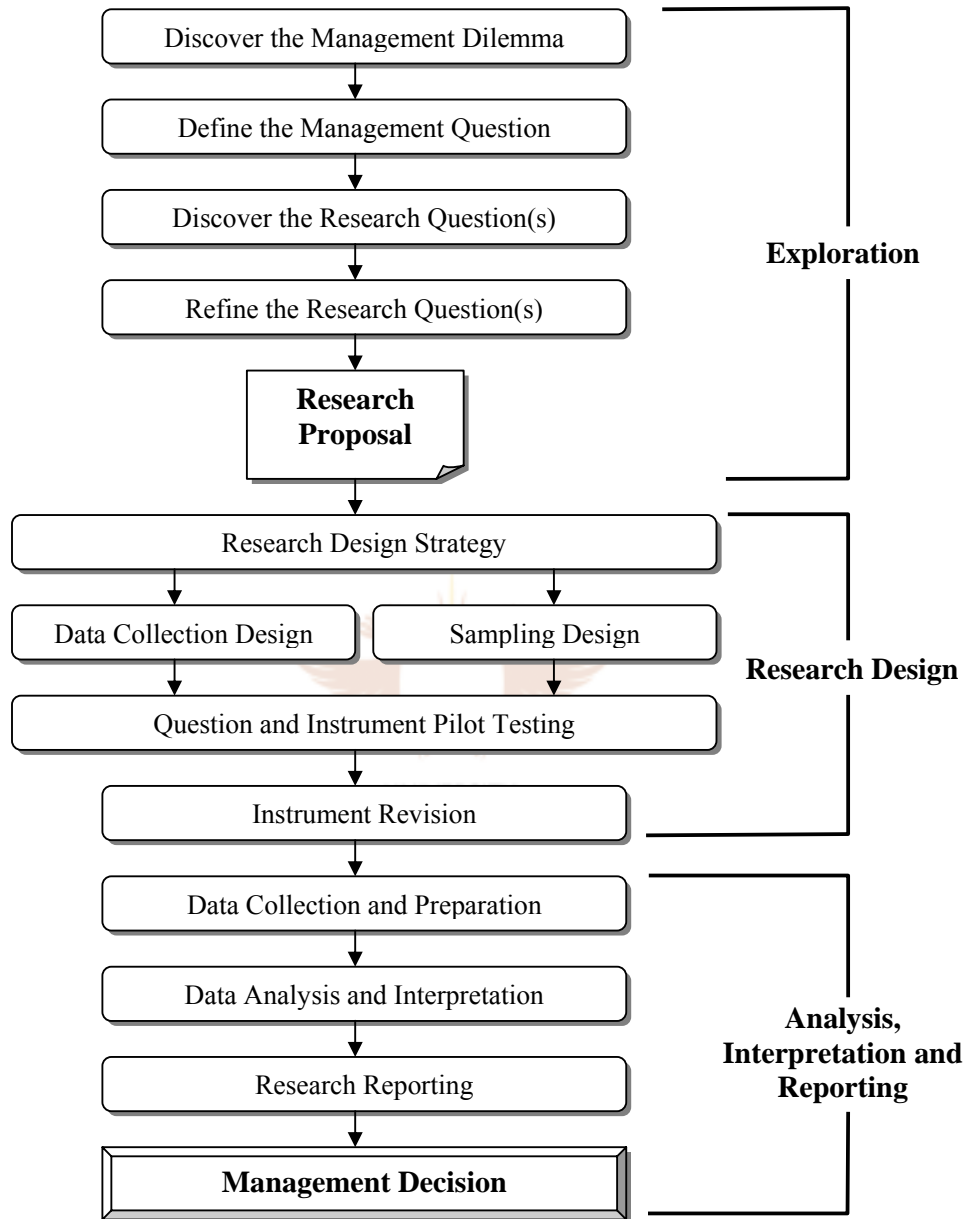 Discover the Management Dilemma
Define the Management Question
Discover the Research Question(s)
Refine the Research Question(s)
Exploration
Research
Proposal
Research Design Strategy
Data Collection Design
Sampling Design
Research Design
Question and Instrument Pilot Testing
Instrument Revision
Data Collection and Preparation
Data Analysis and Interpretation
Analysis,
Interpretation and
Reporting
Research Reporting
Management Decision